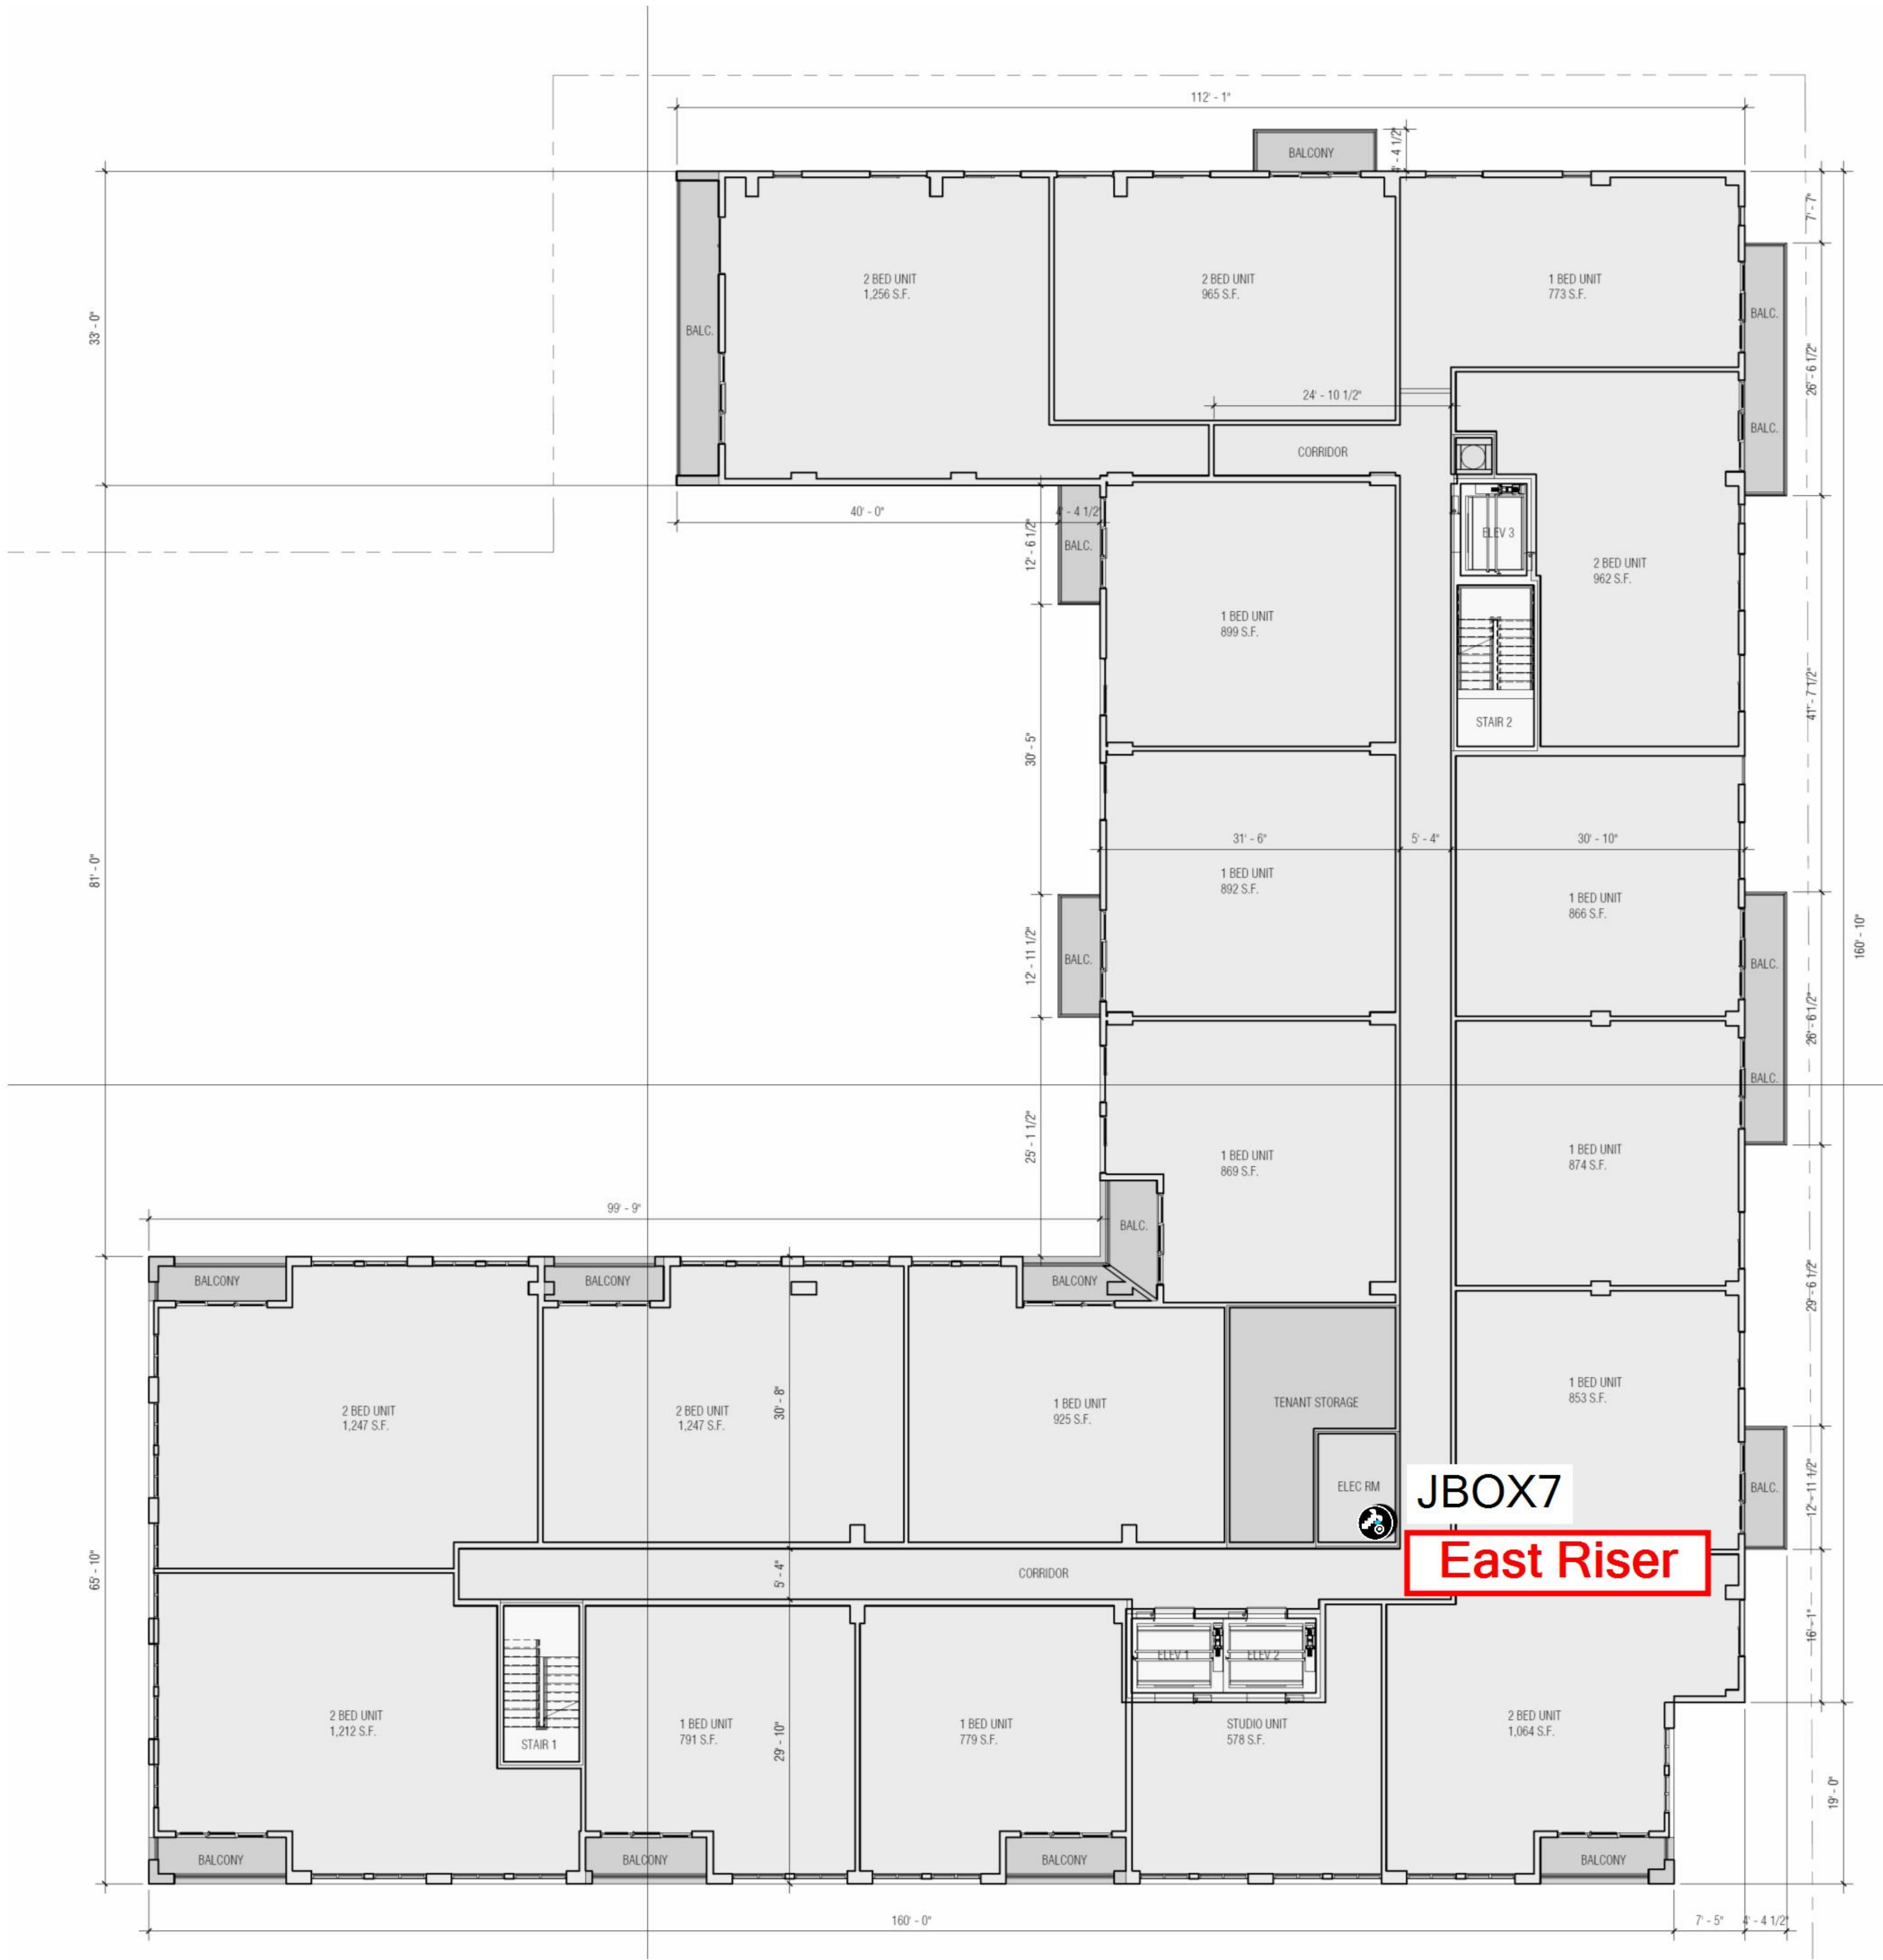 112' - 1"
4' - 4 1/2"
BALCONY
7' - 7"
33' - 0"
2 BED UNIT
1,256 S.F.
2 BED UNIT
965 S.F.
1 BED UNIT
773 S.F.
BALC.
BALC.
26' - 6 1/2"
24' - 10 1/2"
BALC.
CORRIDOR
40' - 0"
4' - 4 1/2"
12' - 6 1/2"
BALC.
ELEV 3
2 BED UNIT
962 S.F.
1 BED UNIT
899 S.F.
41' - 7 1/2"
STAIR 2
30' - 5"
31' - 6"
5' - 4"
30' - 10"
81' - 0"
1 BED UNIT
892 S.F.
1 BED UNIT
866 S.F.
160' - 10"
12' - 11 1/2"
BALC.
BALC.
26' - 6 1/2"
BALC.
25' - 1 1/2"
1 BED UNIT
869 S.F.
1 BED UNIT
874 S.F.
99' - 9"
BALC.
BALCONY
BALCONY
BALCONY
29' - 6 1/2"
2 BED UNIT
1,247 S.F.
2 BED UNIT
1,247 S.F.
30' - 8"
1 BED UNIT
925 S.F.
TENANT STORAGE
1 BED UNIT
853 S.F.
ELEC RM
JBOX7
BALC.
12' - 11 1/2"
East Riser
65' - 10"
5' - 4"
CORRIDOR
16' - 1"
ELEV 1
ELEV 2
2 BED UNIT
1,212 S.F.
STAIR 1
1 BED UNIT
791 S.F.
29' - 10"
1 BED UNIT
779 S.F.
STUDIO UNIT
578 S.F.
2 BED UNIT
1,064 S.F.
19' - 0"
BALCONY
BALCONY
BALCONY
BALCONY
160' - 0"
7' - 5"
4' - 4 1/2"